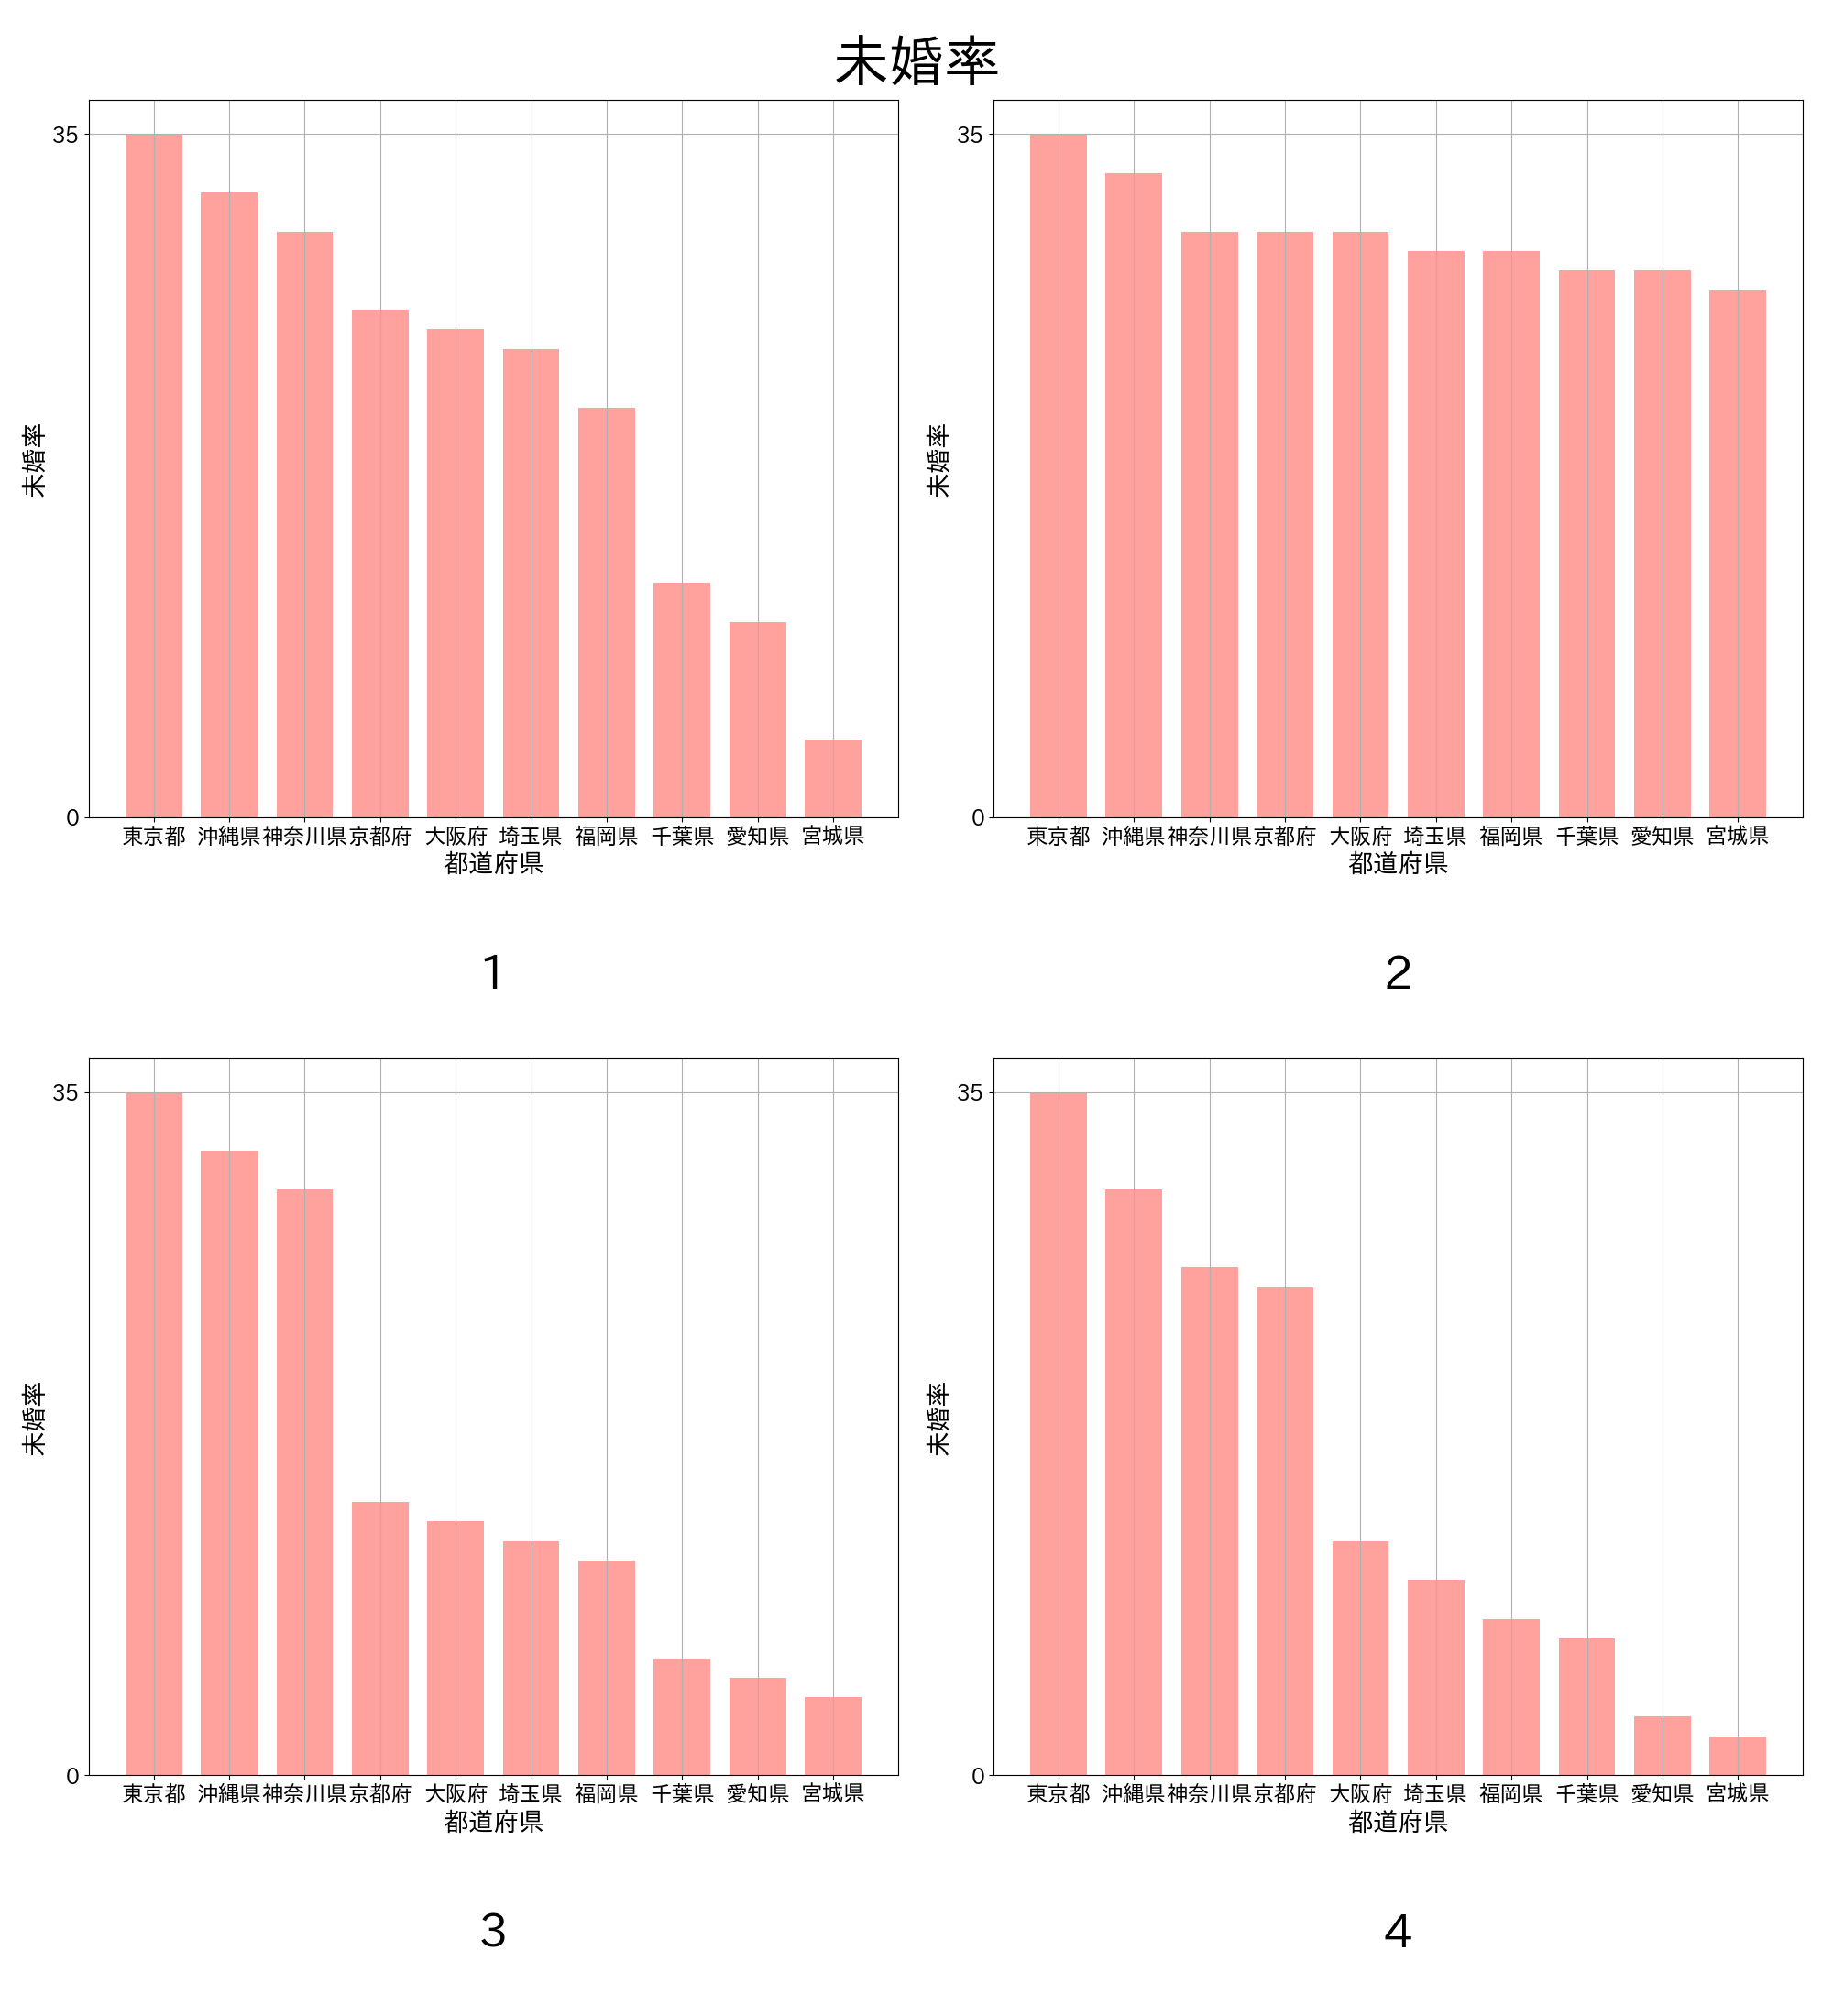 未婚率
35
0
未婚率
東京都 沖縄県 神奈川県 京都府 大阪府 埼玉県 福岡県 千葉県 愛知県 宮城県
都道府県
1
35
0
未婚率
東京都 沖縄県 神奈川県 京都府 大阪府 埼玉県 福岡県 千葉県 愛知県 宮城県
都道府県
2
35
0
未婚率
東京都 沖縄県 神奈川県 京都府 大阪府 埼玉県 福岡県 千葉県 愛知県 宮城県
都道府県
3
35
0
未婚率
東京都 沖縄県 神奈川県 京都府 大阪府 埼玉県 福岡県 千葉県 愛知県 宮城県
都道府県
4